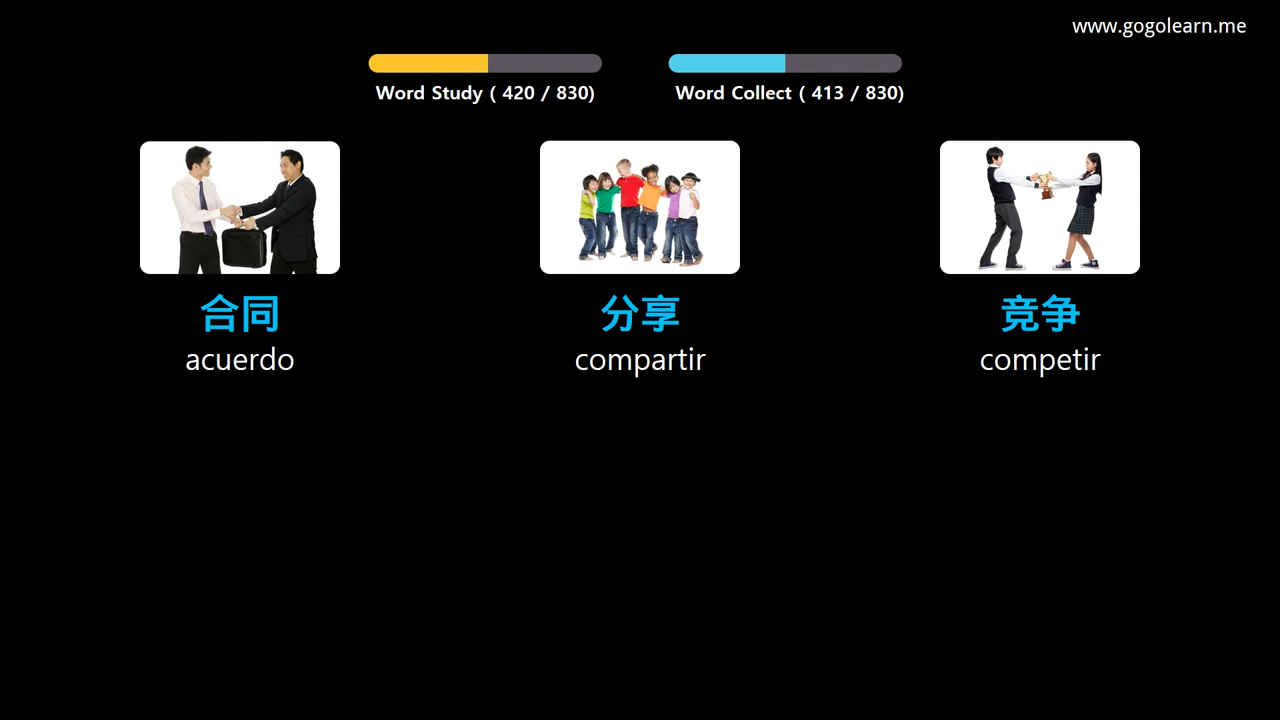 www.gogolearn.me
Word Study ( 420 / 830)
Word Collect ( 413 / 830)
合同
分享
竞争
acuerdo
compartir
competir